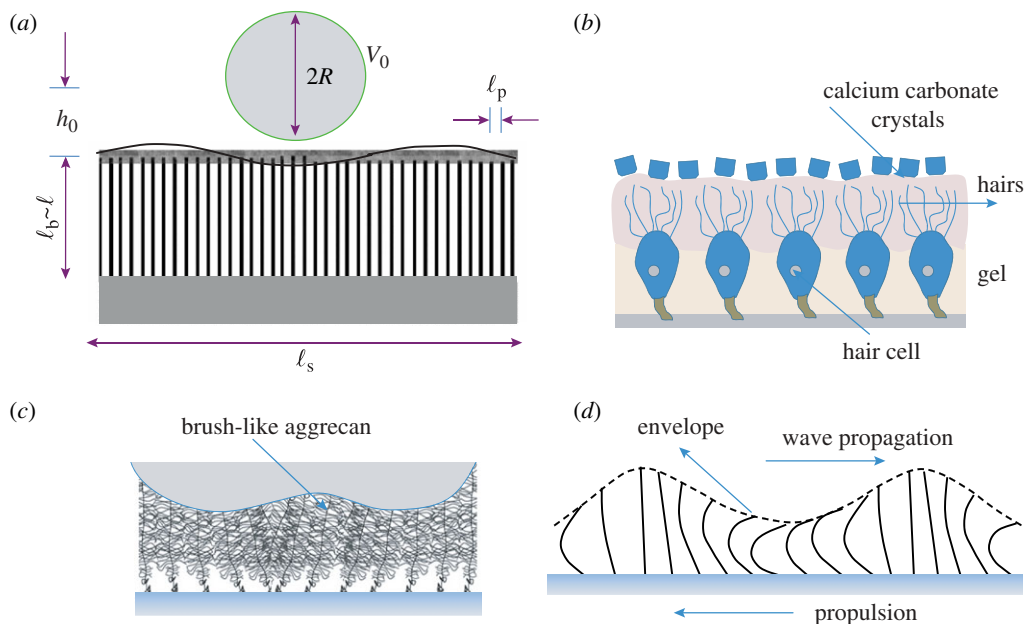 (a)
V0
2R
ℓp
h0
ℓb~ℓ
ℓs
(b)
calcium carbonate
crystals
hairs
gel
hair cell
(c)
brush-like aggrecan
(d)
envelope
wave propagation
propulsion